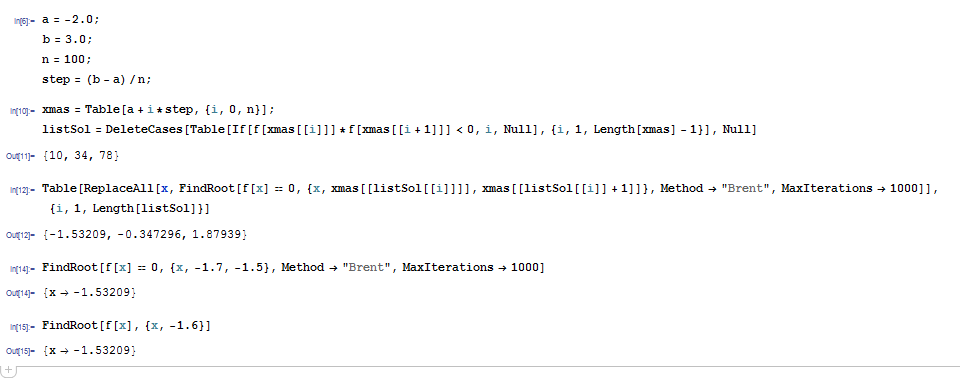 In[6]:= a = -2.0;
b = 3.0;
n = 100;
step = (b - a) / n;
In[10]:= xmas = Table[a + i * step, {i, 0, n}];
listSol = DeleteCases[Table[If[f[xmas[[i]]] * f[xmas[[i + 1]]] < 0, i, Null], {i, 1, Length[xmas] - 1}], Null]
Out[11]= {10, 34, 78}
In[12]:= Table[ReplaceAll[x, FindRoot[f[x] == 0, {x, xmas[[listSol[[i]]]], xmas[[listSol[[i]] + 1]]}, Method → "Brent", MaxIterations → 1000]],
{i, 1, Length[listSol]}]
Out[12]= {-1.53209, -0.347296, 1.87939}
In[14]:= FindRoot[f[x] == 0, {x, -1.7, -1.5}, Method → "Brent", MaxIterations → 1000]
Out[14]= {x → -1.53209}
In[15]:= FindRoot[f[x], {x, -1.6}]
Out[15]= {x → -1.53209}
+